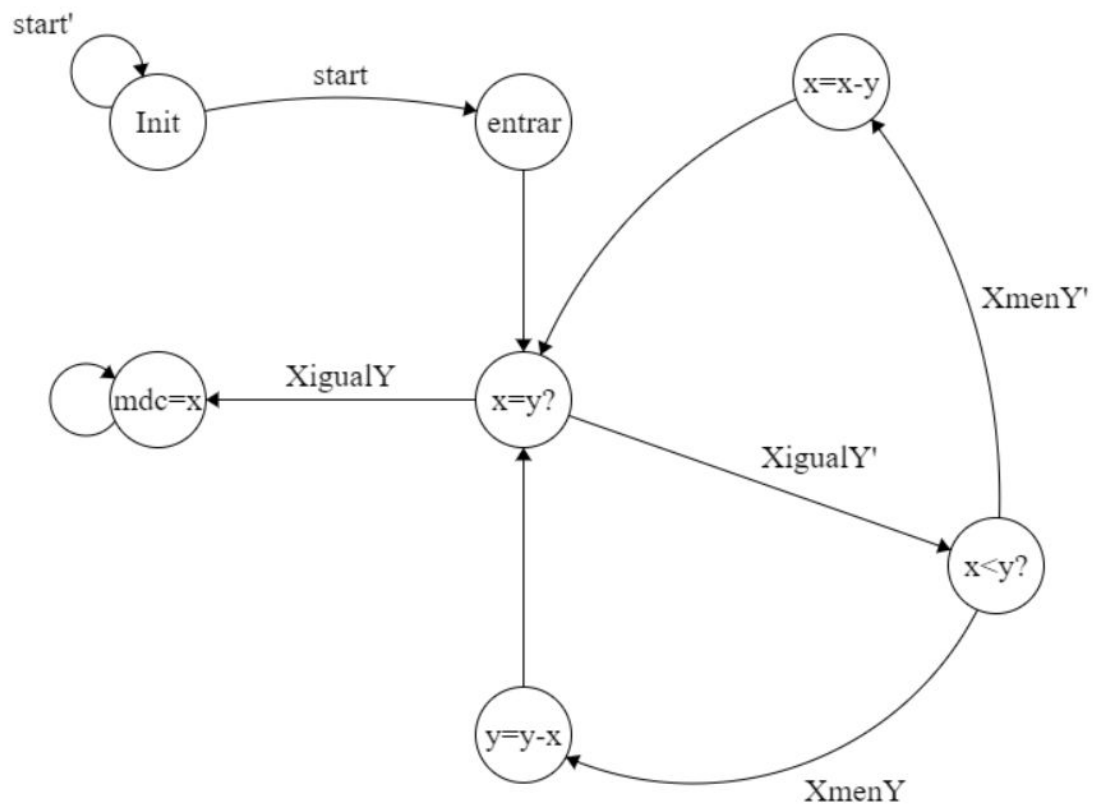 start'
Init
start
entrar
x=x-y
XmenY'
mdc=x
XigualY
x=y?
XigualY'
x<y?
y=y-x
XmenY